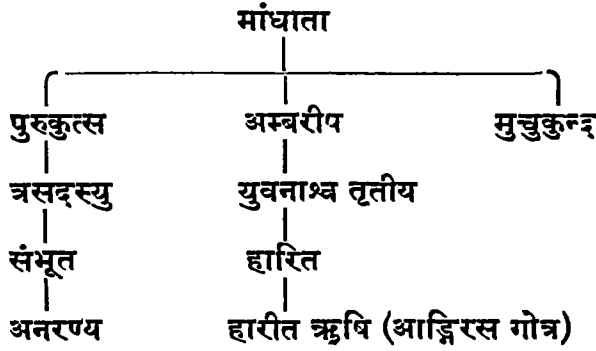 मांधाता
पुरुकुत्स अम्बरीप मुचुकुन्द
त्रसदस्यु युवनाश्व तृतीय
संभूत हारित
अनरण्य हारीत ऋषि (आङ्गिरस गोत्र)